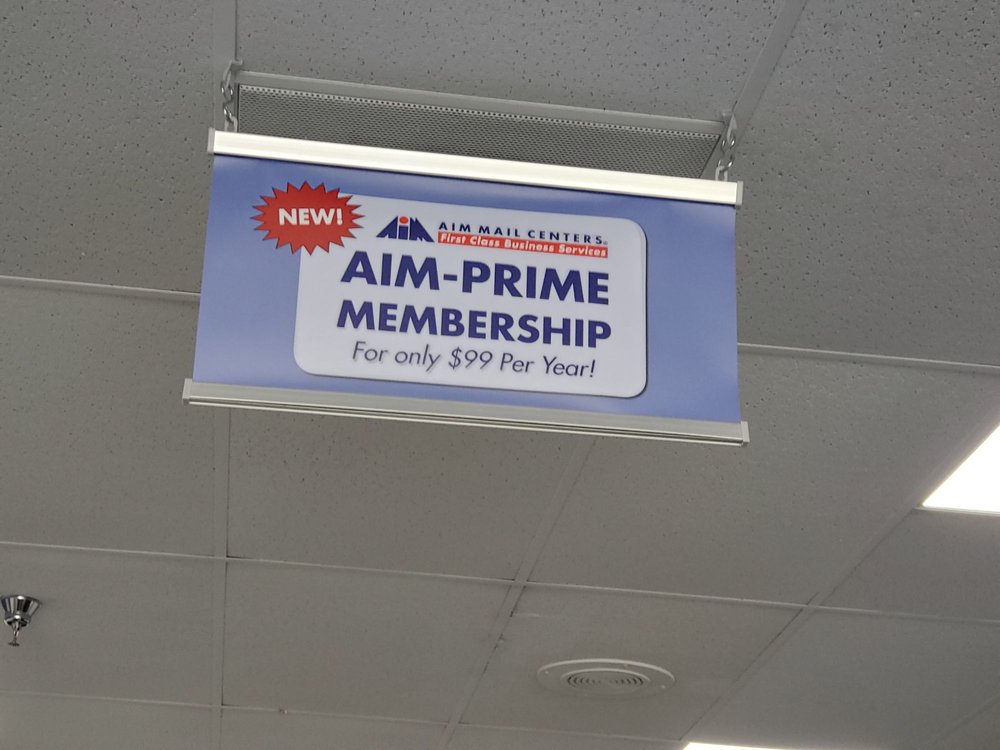 NEW!
AIM
AIM MAIL CENTERS®
First Class Business Services
AIM-PRIME
MEMBERSHIP
For only $99 Per Year!